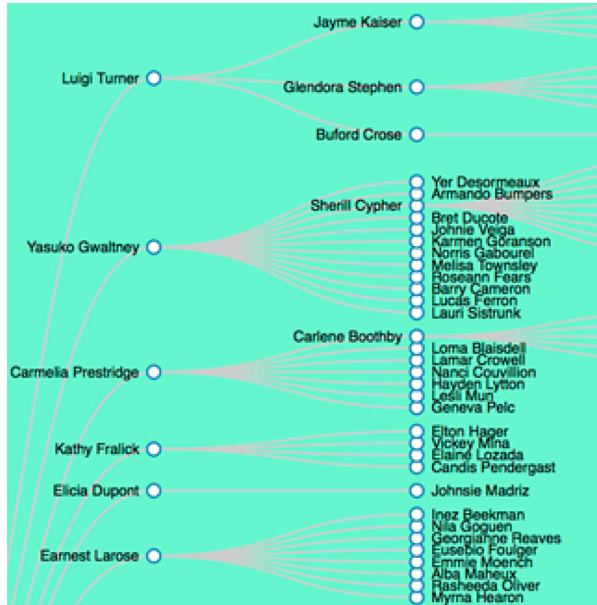 Jayme Kaiser
Luigi Turner
Glendora Stephen
Buford Crose
Yer Desormeaux
Armando Bumpers
Sherill Cypher
Bret Ducote
Johnie Veiga
Karmen Goranson
Yasuko Gwaltney
Norris Gabourel
Melisa Townsley
Roseann Fears
Barry Cameron
Lucas Ferron
Lauri Sistrunk
Carlene Boothby
Loma Blaisdell
Lamar Crowell
Carmelia Prestridge
Nanci Couvillion
Hayden Lytton
Lesli Mun
Geneva Pelc
Elton Hager
Vickey Mina
Kathy Fralick
Elaine Lozada
Candis Pendergast
Elicia Dupont
Johnsie Madriz
Inez Beekman
Nila Goguen
Georgianne Reaves
Eusebio Foulger
Earnest Larose
Emmie Moench
Alba Maheux
Rasheeda Oliver
Myrna Hearon